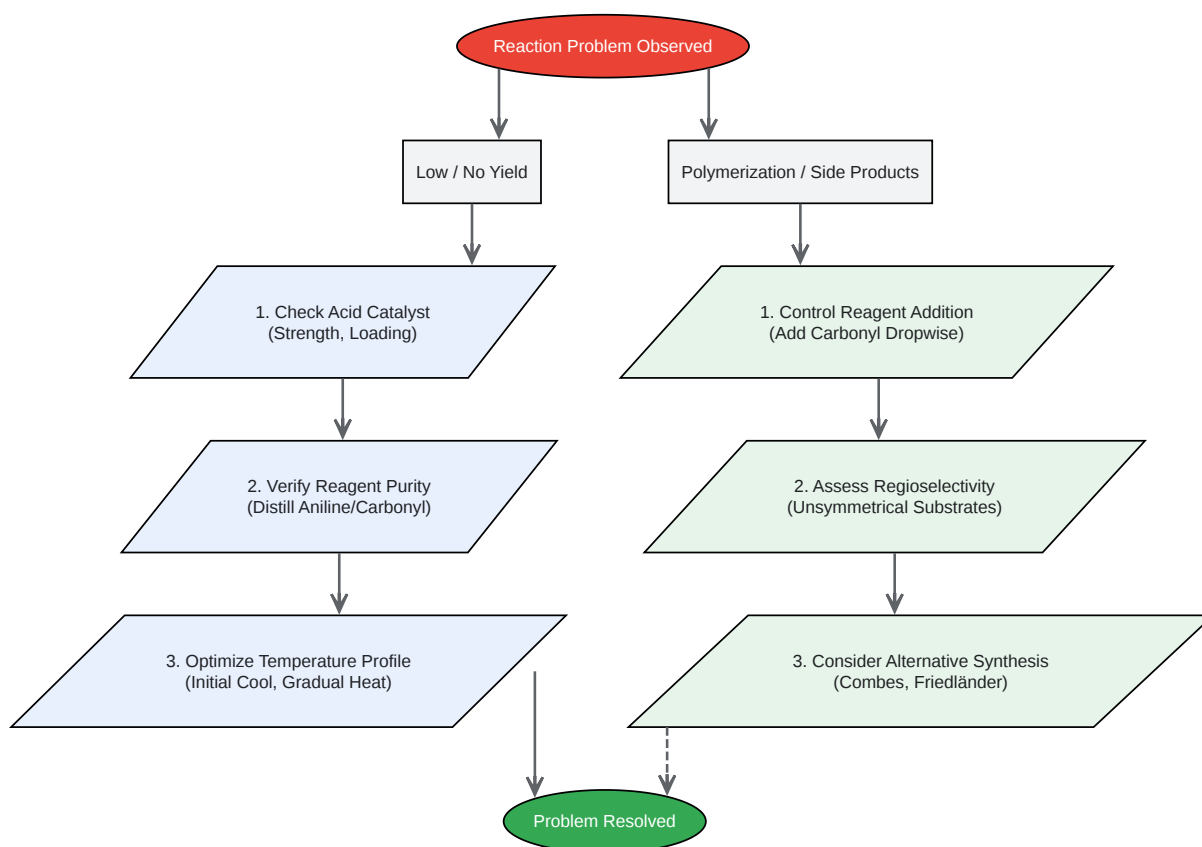 Reaction Problem Observed
Low / No Yield
Polymerization / Side Products
1. Check Acid Catalyst
(Strength, Loading)
1. Control Reagent Addition
(Add Carbonyl Dropwise)
2. Verify Reagent Purity
(Distill Aniline/Carbonyl)
2. Assess Regioselectivity
(Unsymmetrical Substrates)
3. Optimize Temperature Profile
(Initial Cool, Gradual Heat)
3. Consider Alternative Synthesis
(Combes, Friedländer)
Problem Resolved